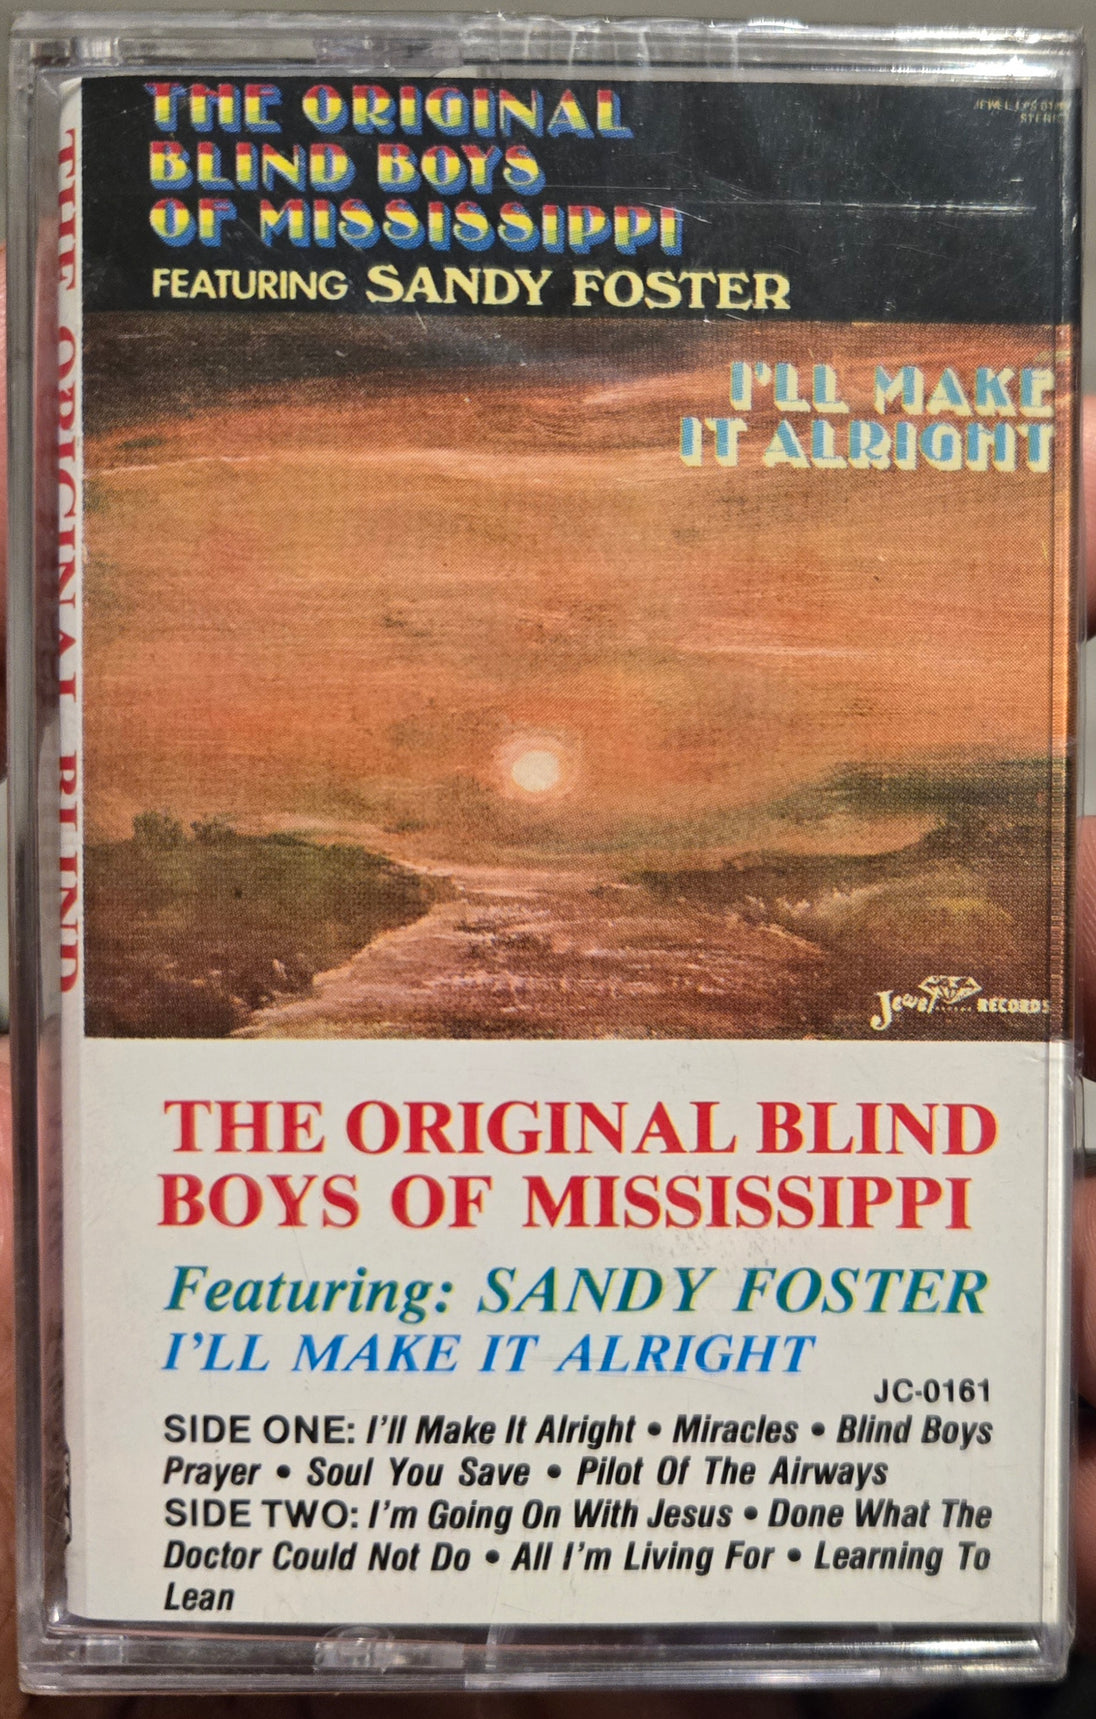 THE ORIGINAL
BLIND BOYS
OF MISSISSIPPI
FEATURING SANDY FOSTER
STEREO
I'LL MAKE
IT ALRIGHT
Jewel RECORDS
THE ORIGINAL BLIND
THE ORIGINAL BLIND
BOYS OF MISSISSIPPI
Featuring: SANDY FOSTER
I'LL MAKE IT ALRIGHT
JC-0161
SIDE ONE: I'll Make It Alright • Miracles • Blind Boys
Prayer • Soul You Save • Pilot Of The Airways
SIDE TWO: I'm Going On With Jesus • Done What The
Doctor Could Not Do • All I'm Living For • Learning To
Lean